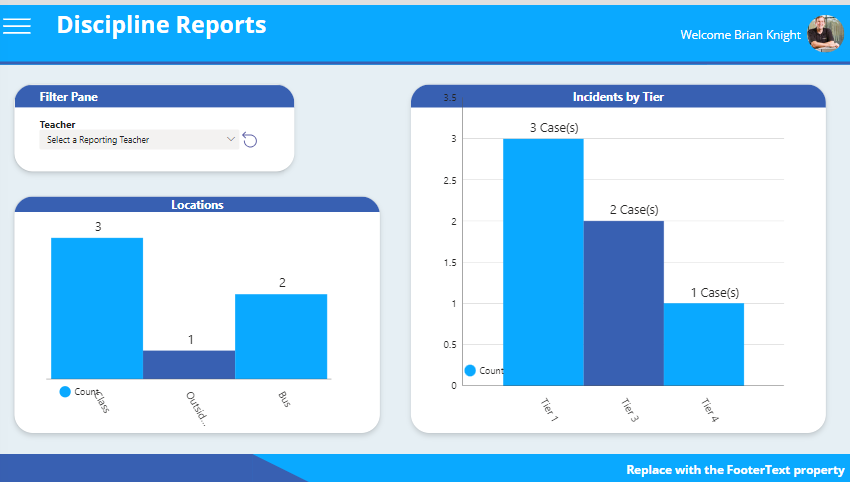 Discipline Reports
Welcome Brian Knight
Filter Pane
Teacher
Select a Reporting Teacher
Locations
3
1
2
Count
Class
Outsid...
Bus
Incidents by Tier
3.5
3
2.5
2
1.5
1
0.5
0
3 Case(s)
2 Case(s)
1 Case(s)
Count
Tier 1
Tier 3
Tier 4
Replace with the FooterText property